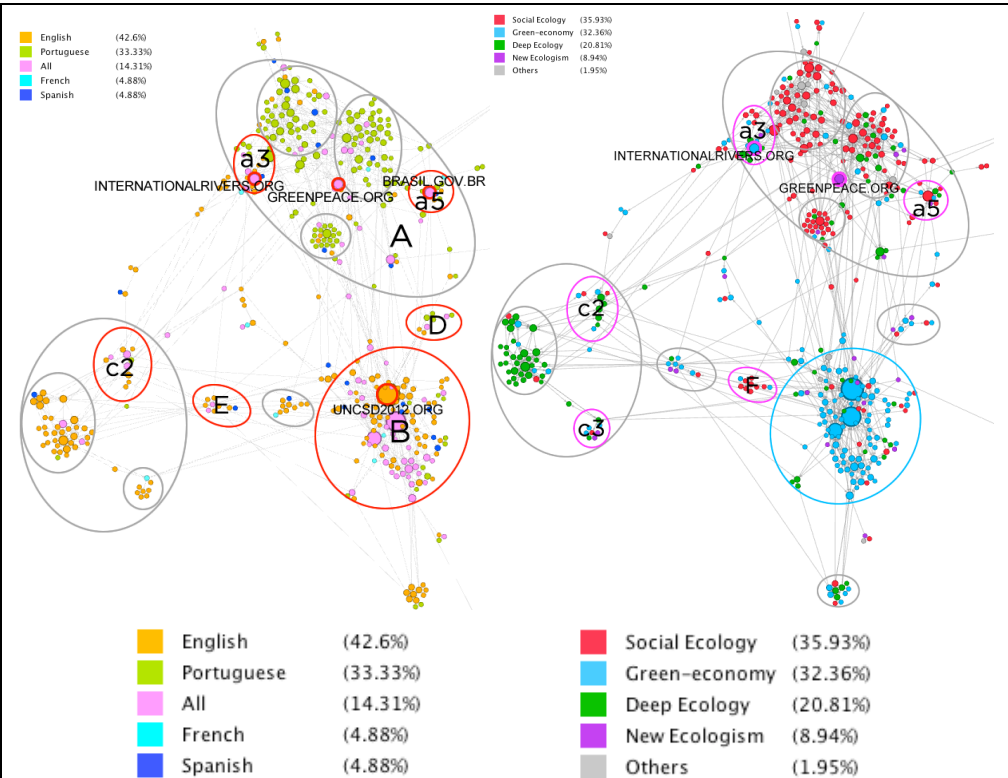 English (42.6%)
Portuguese (33.33%)
All (14.31%)
French (4.88%)
Spanish (4.88%)
a3
INTERNATIONALRIVERS.ORG
GREENPEACE.ORG
BRASIL_GOV.BR
a5
A
D
c2
E
UNCSD2012.ORG
B
Social Ecology (35.93%)
Green-economy (32.36%)
Deep Ecology (20.81%)
New Ecologism (8.94%)
Others (1.95%)
a3
INTERNATIONALRIVERS.ORG
GREENPEACE.ORG
a5
c2
F
c3
English (42.6%)
Portuguese (33.33%)
All (14.31%)
French (4.88%)
Spanish (4.88%)
Social Ecology (35.93%)
Green-economy (32.36%)
Deep Ecology (20.81%)
New Ecologism (8.94%)
Others (1.95%)